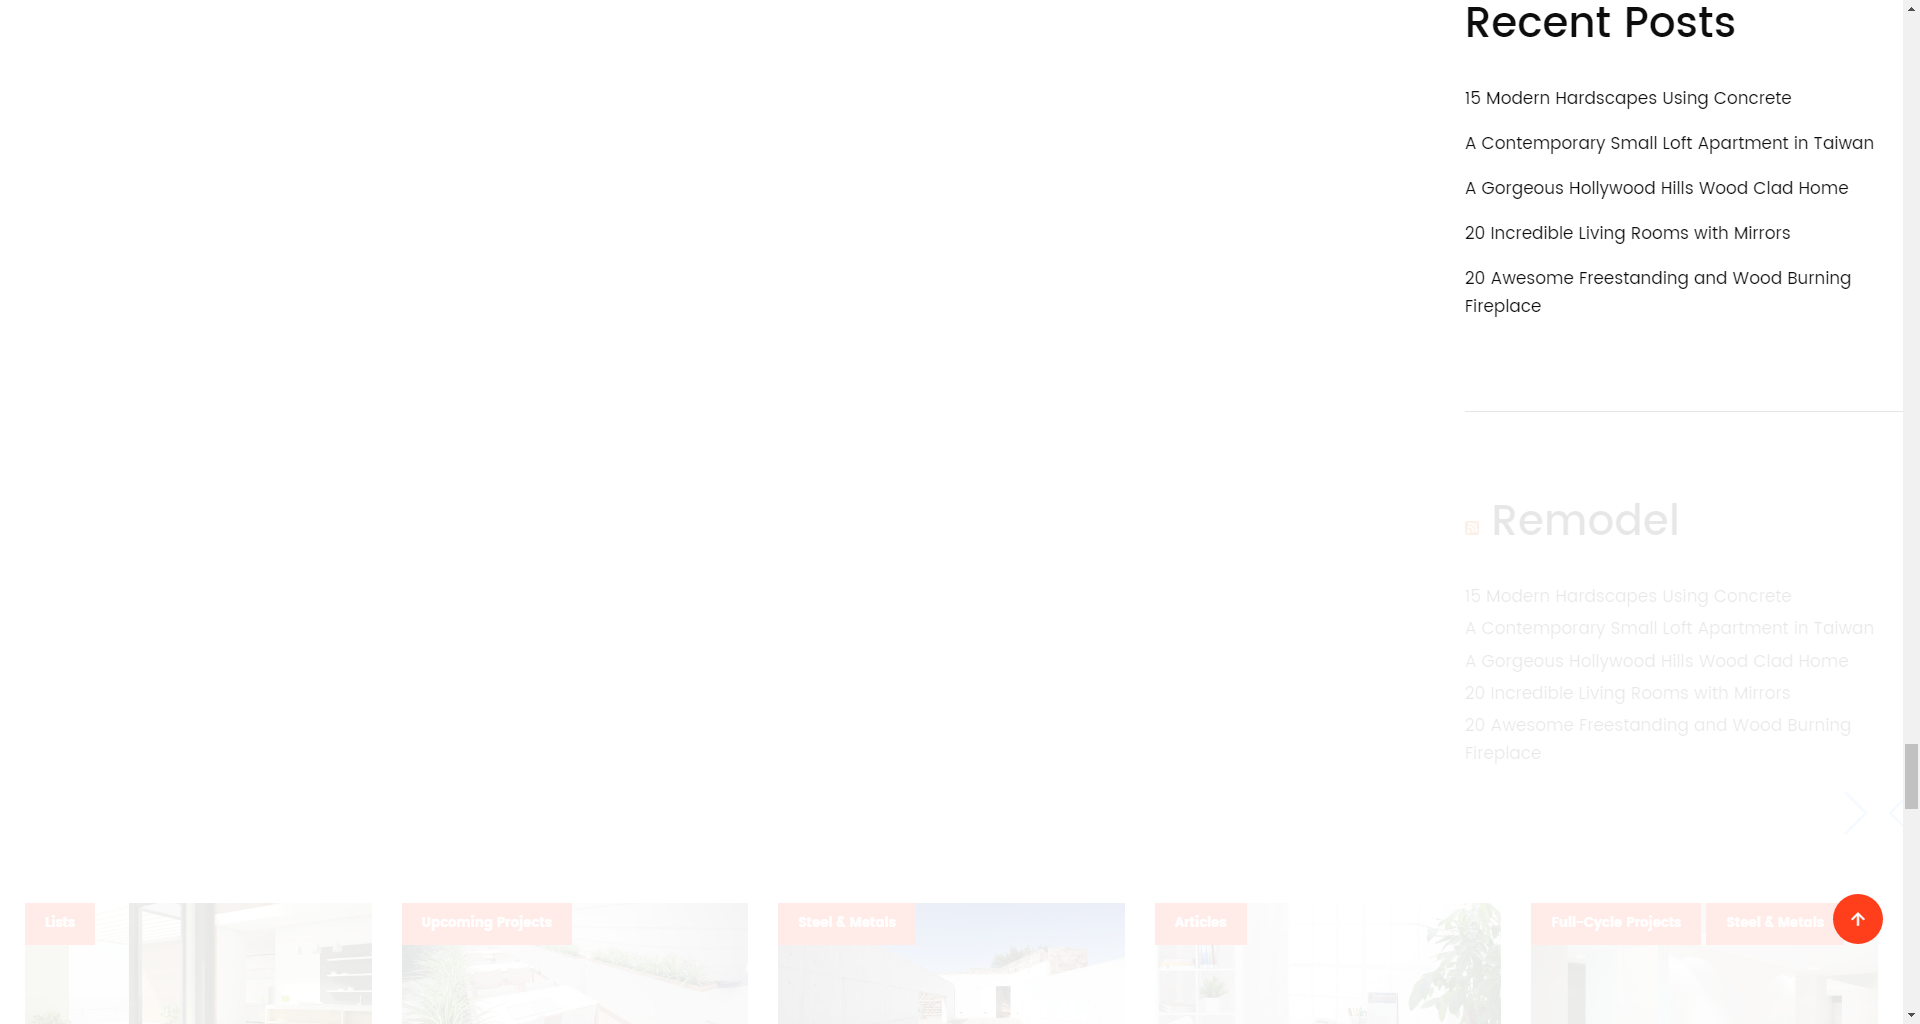 Recent Posts
15 Modern Hardscapes Using Concrete
A Contemporary Small Loft Apartment in Taiwan
A Gorgeous Hollywood Hills Wood Clad Home
20 Incredible Living Rooms with Mirrors
20 Awesome Freestanding and Wood Burning
Fireplace
Remodel
15 Modern Hardscapes Using Concrete
A Contemporary Small Loft Apartment in Taiwan
A Gorgeous Hollywood Hills Wood Clad Home
20 Incredible Living Rooms with Mirrors
20 Awesome Freestanding and Wood Burning
Fireplace
Lists
Upcoming Projects
Steel & Metals
Articles
Full-Cycle Projects
Steel & Metals